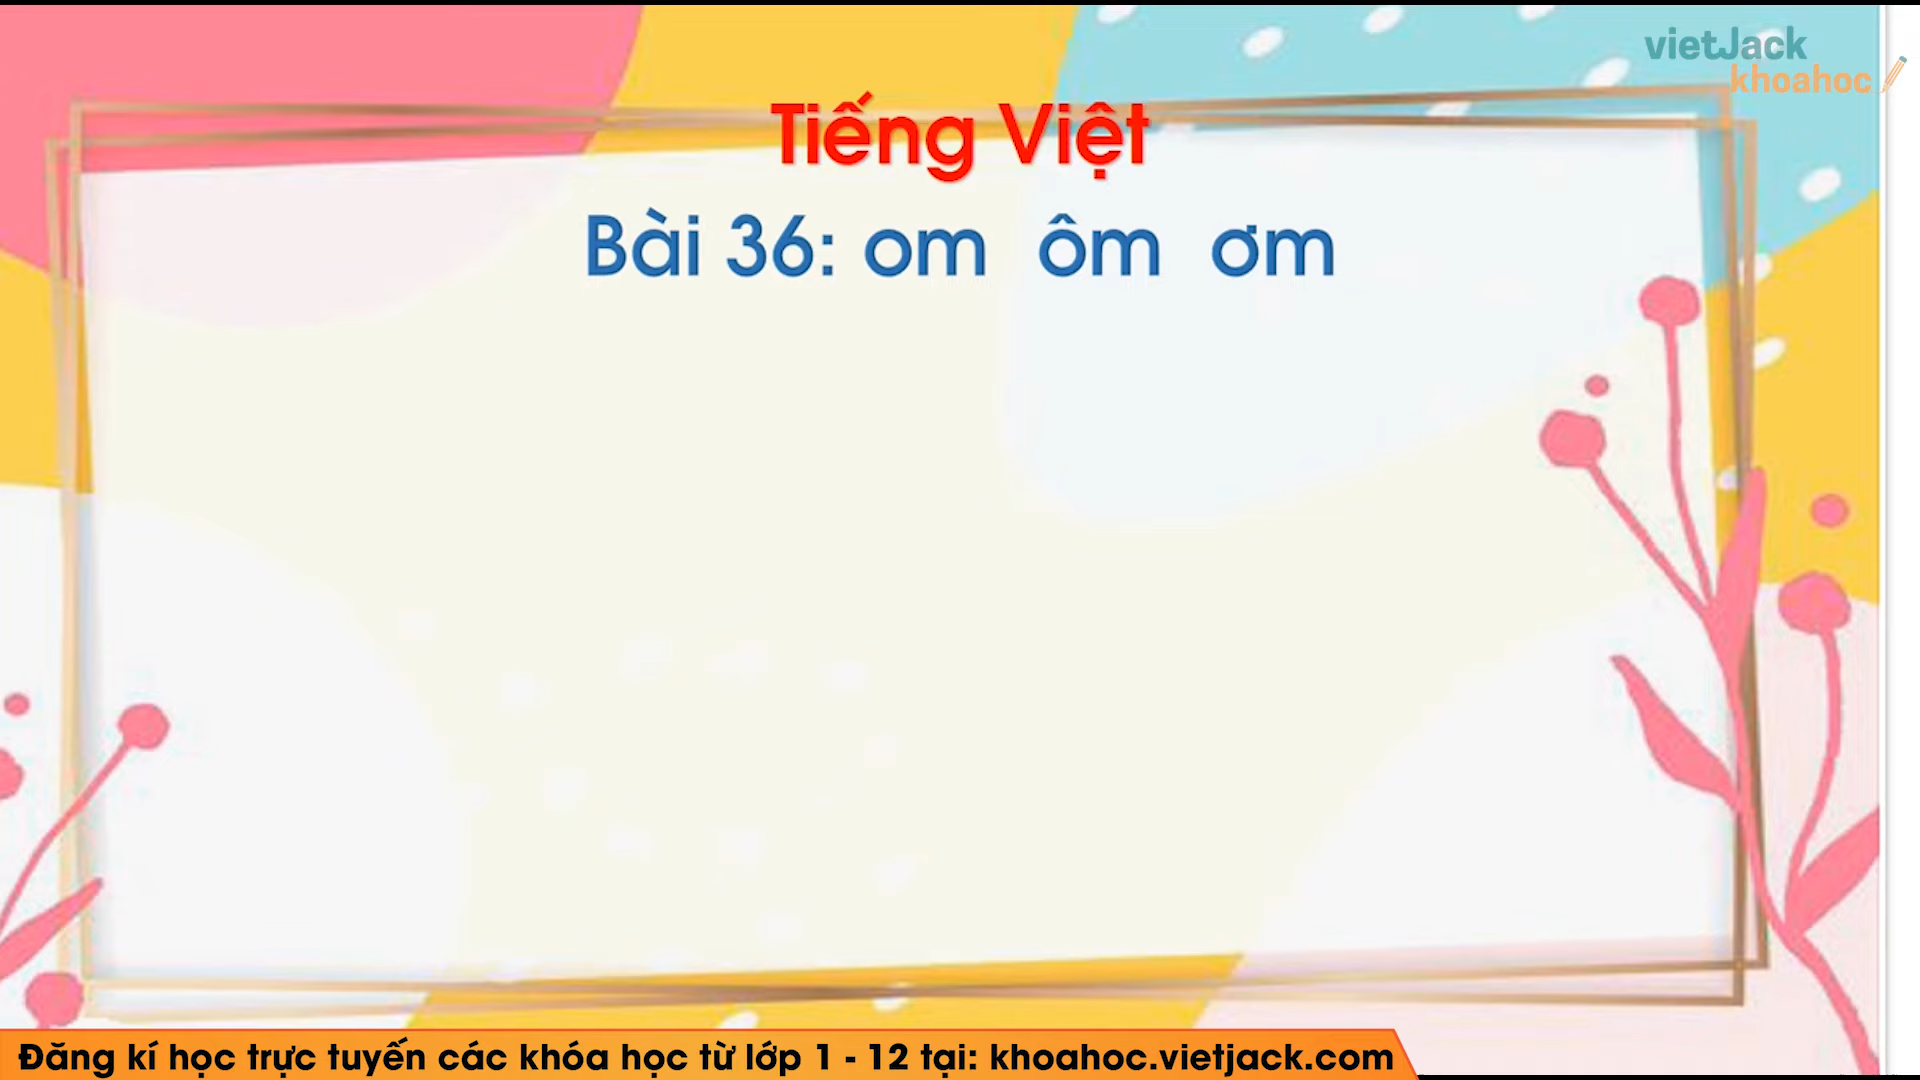 vietJack
khoahoc
Tiếng Việt
Bài 36: om ôm ơm
Đăng kí học trực tuyến các khóa học từ lớp 1 - 12 tại: khoahoc.vietjack.com